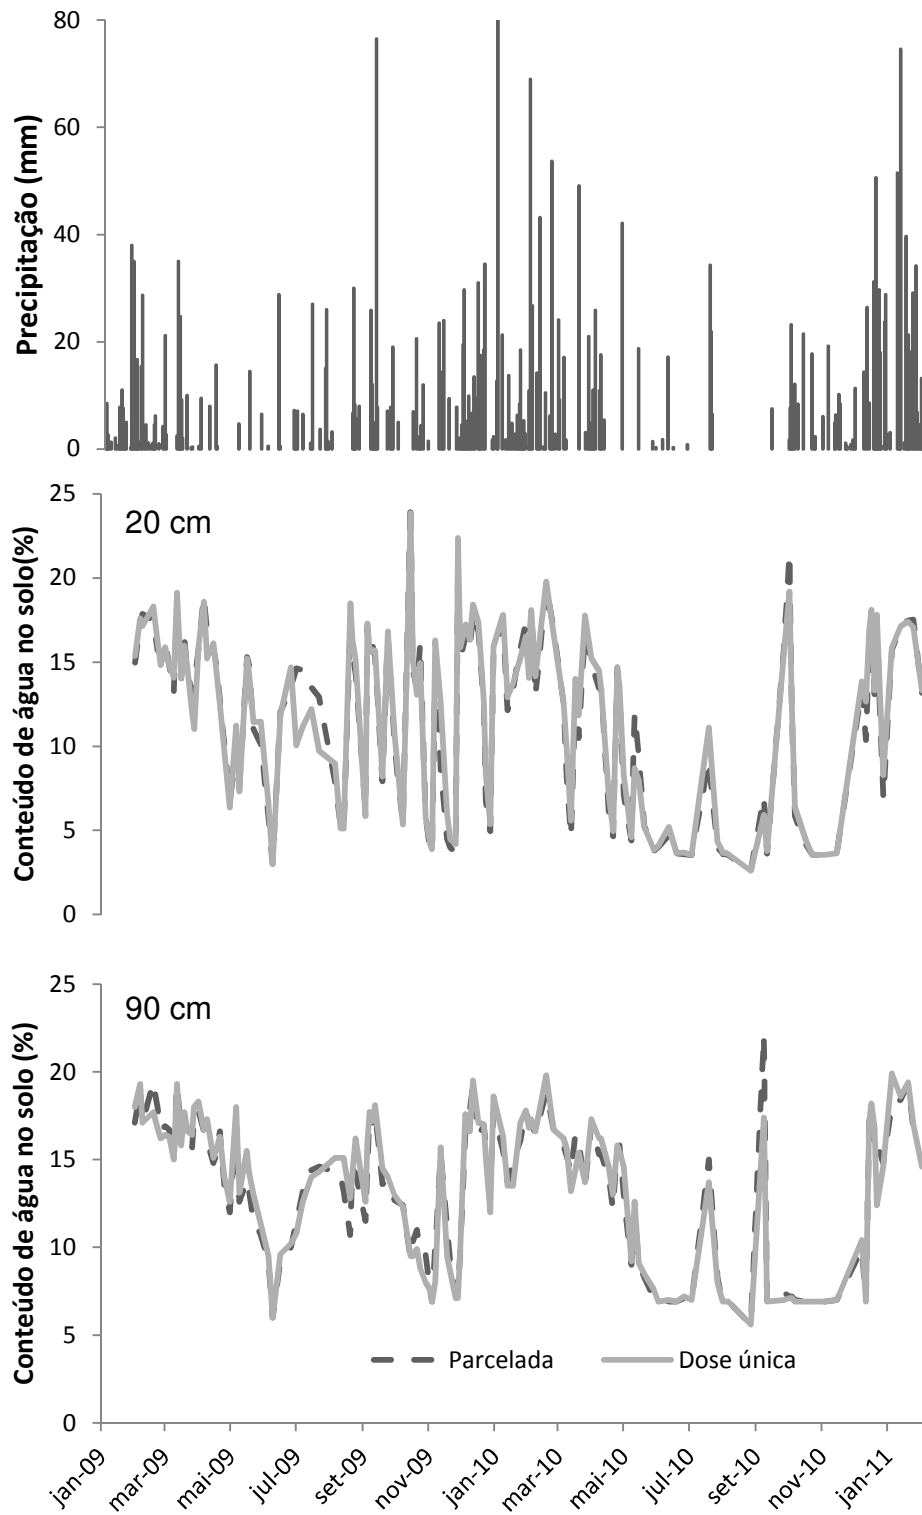 Precipitação (mm)
80
60
40
20
0
Conteúdo de água no solo(%)
20 cm
25
20
15
10
5
0
Conteúdo de água no solo (%)
90 cm
25
20
15
10
5
0
Parcelada
Dose única
jan-09
mar-09
mai-09
jul-09
set-09
nov-09
jan-10
mar-10
mai-10
jul-10
set-10
nov-10
jan-11